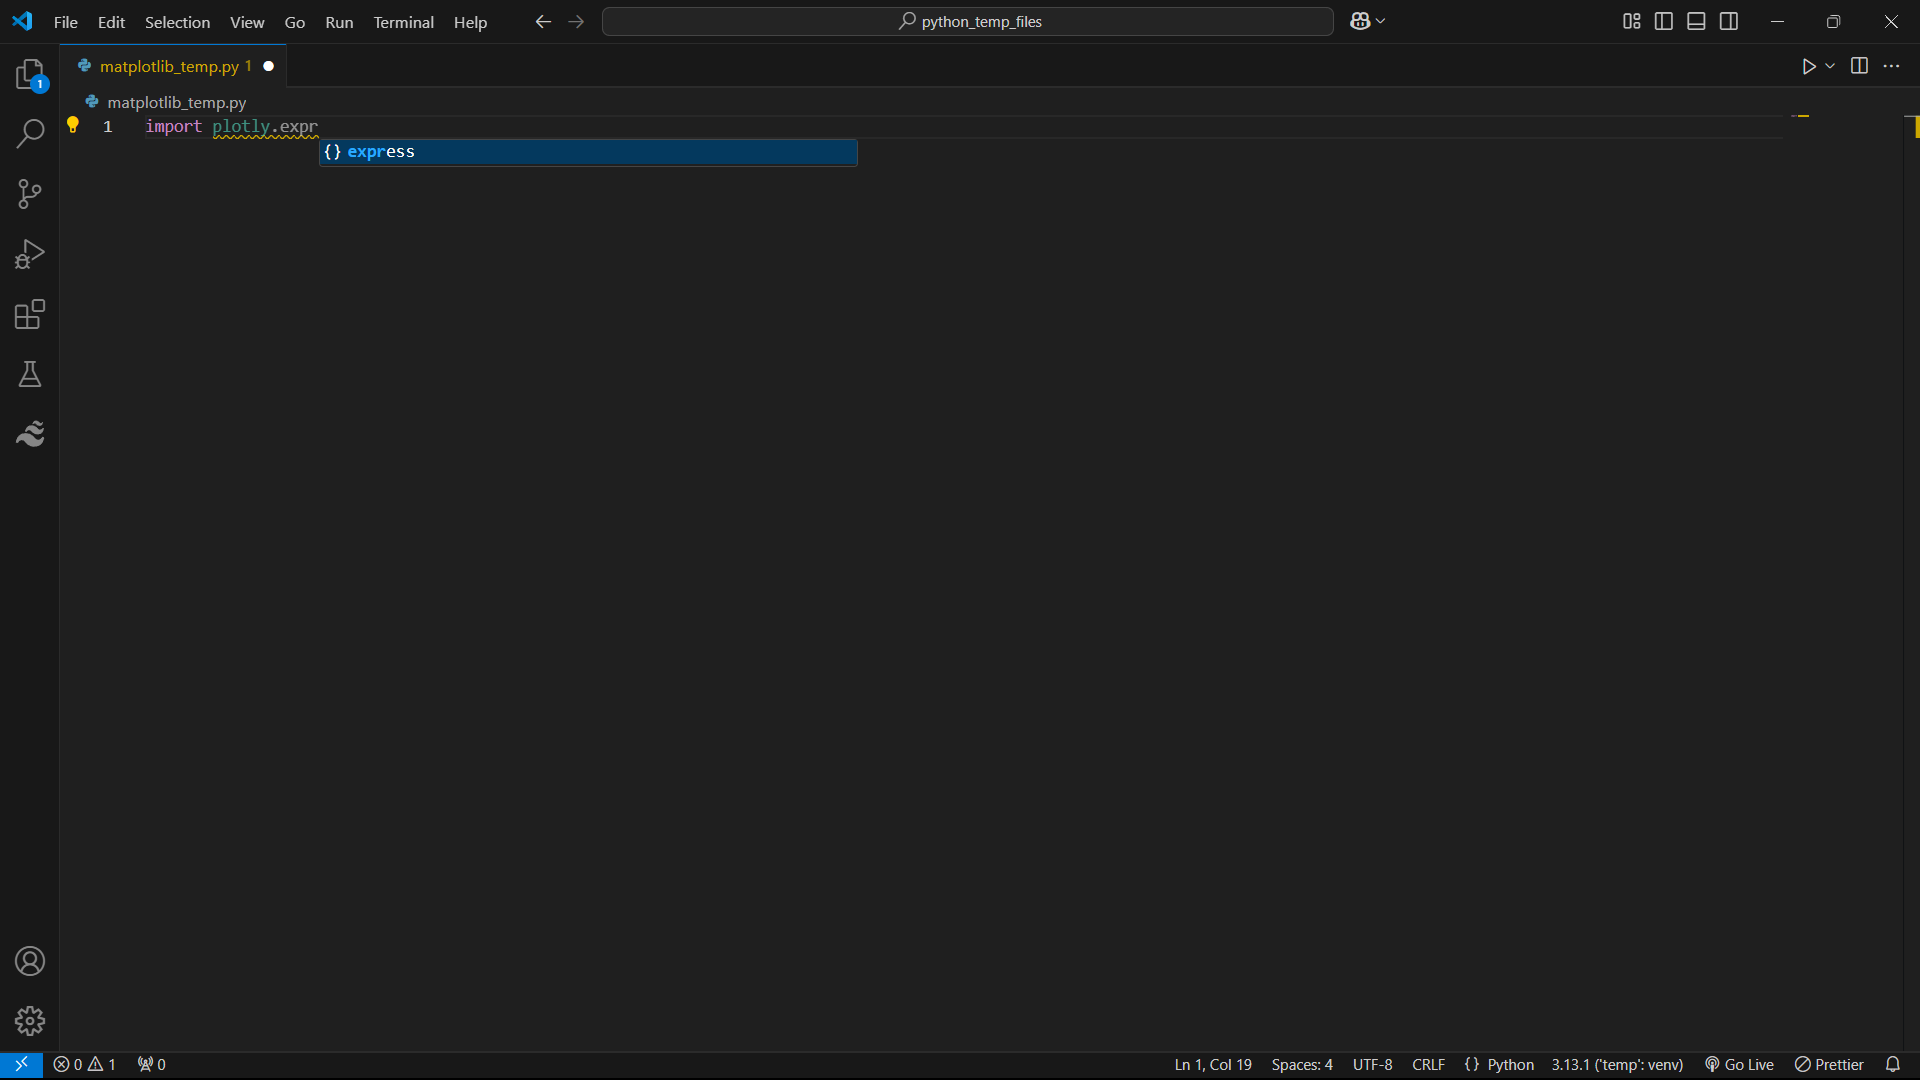 File Edit Selection View Go Run Terminal Help python_temp_files
matplotlib_temp.py 1
1
matplotlib_temp.py
1 import plotly.expr
{} express
0 1 0 Ln 1, Col 19 Spaces: 4 UTF-8 CRLF {} Python 3.13.1 ('temp': venv) Go Live Prettier